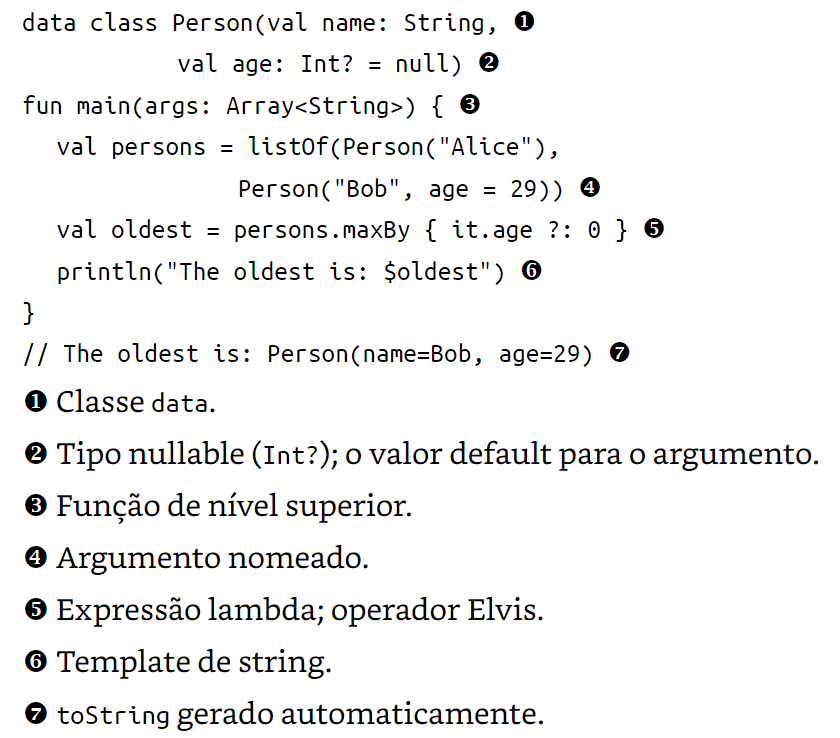 data class Person(val name: String, ❶
val age: Int? = null) ❷
fun main(args: Array<String>) { ❸
val persons = listOf(Person("Alice"),
Person("Bob", age = 29)) ❹
val oldest = persons.maxBy { it.age ?: 0 } ❺
println("The oldest is: $oldest") ❻
}
// The oldest is: Person(name=Bob, age=29) ❼
❶ Classe data.
❷ Tipo nullable (Int?); o valor default para o argumento.
❸ Função de nível superior.
❹ Argumento nomeado.
❺ Expressão lambda; operador Elvis.
❻ Template de string.
❼ toString gerado automaticamente.